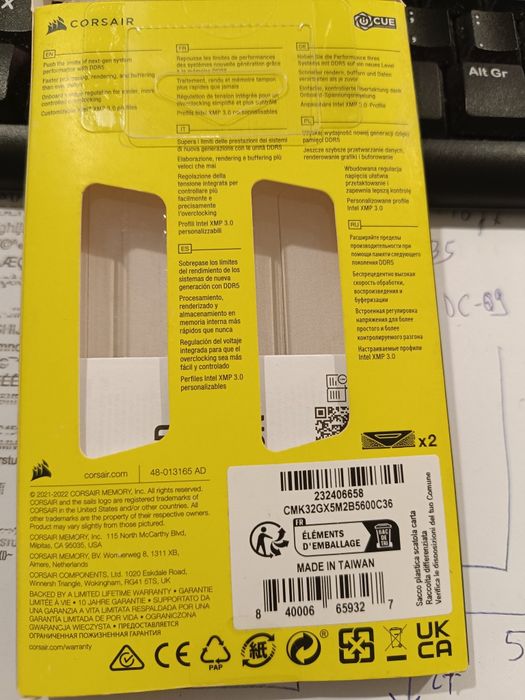 CORSAIR
iCUE
Alt Gr
EN
Push the limits of next-gen system
performance with DDR5
Faster processing, rendering, and buffering
than ever before
Onboard voltage regulation for easier, more
controlled overclocking
Customizable Intel® XMP 3.0 profiles
FR
Repoussez les limites de performances
des systèmes nouvelle génération grâce
à la mémoire DDR5
Traitement, rendu et mémoire tampon
plus rapides que jamais
Régulation de tension intégrée pour un
overclocking simplifié et plus contrôlé
Profils Intel XMP 3.0 personnalisables
DE
Heben Sie die Performance Ihres
Systems mit DDR5 auf ein neues Level
Schneller rendern, puffern und Daten
verarbeiten als je zuvor
Einfache, kontrollierte Übertaktung dank
Onboard-Spannungsregelung
Anpassbare Intel XMP 3.0-Profile
IT
Supera i limiti delle prestazioni dei sistemi
di nuova generazione con le unità DDR5
Elaborazione, rendering e buffering più
veloci che mai
Regolazione della
tensione integrata per
controllare più
facilmente e
precisamente
l'overclocking
Profili Intel XMP 3.0
personalizzabili
PL
wydajność nowej generacji dzięki
pamięci DDR5
Jeszcze szybsze przetwarzanie danych,
renderowanie grafiki i buforowanie
Wbudowana regulacja
napięcia ułatwia
przetaktowanie i
zapewnia lepszą kontrolę
Personalizowane profile
Intel XMP 3.0
ES
Sobrepase los límites
del rendimiento de los
sistemas de nueva
generación con DDR5
Procesamiento,
renderizado y
almacenamiento en
memoria interna más
rápidos que nunca
Regulación del voltaje
integrada para que el
overclocking sea más
fácil y controlado
Perfiles Intel XMP 3.0
personalizables
RU
Расширяйте пределы
производительности при
помощи памяти следующего
поколения DDR5
Беспрецедентно высокая
скорость обработки,
воспроизведения и
буферизации
Встроенная регулировка
напряжения для более
простого и более
контролируемого разгона
Настраиваемые профили
Intel XMP 3.0
x2
corsair.com
48-013165 AD
© 2021-2022 CORSAIR MEMORY, Inc. All rights reserved.
CORSAIR and the sails logo are registered trademarks of
CORSAIR in the United States and/or other countries. All
other trademarks are the property of their respective owners.
Product may vary slightly from those pictured.
CORSAIR MEMORY, Inc. 115 North McCarthy Blvd,
Milpitas, CA 95035, USA
CORSAIR MEMORY, BV Wormerweg 8, 1311 XB,
Almere, Netherlands
CORSAIR COMPONENTS, Ltd. 1020 Eskdale Road,
Winnersh Triangle, Wokingham, RG41 5TS, UK
BACKED BY A LIMITED LIFETIME WARRANTY • GARANTIE
LIMITÉE À VIE • 10 JAHRE GARANTIE • SUPPORTATO DA
UNA GARANZIA A VITA LIMITATA RESPALDADA POR UNA
GARANTÍA LIMITADA DE POR VIDA • OGRANICZONA
GWARANCJA WIECZYSTA • ПРЕДОСТАВЛЯЕТСЯ
ОГРАНИЧЕННАЯ ПОЖИЗНЕННАЯ ГАРАНТИЯ
corsair.com/warranty
232406658
CMK32GX5M2B5600C36
FR
ÉLÉMENTS
D'EMBALLAGE
BAC DE TRI
MADE IN TAIWAN
8 40006 65932 7
Sacco plastica scatola carta
Raccolta differenziata
Verifica le disposizioni del tuo Comune
CE
PAP
紙
UK
CA